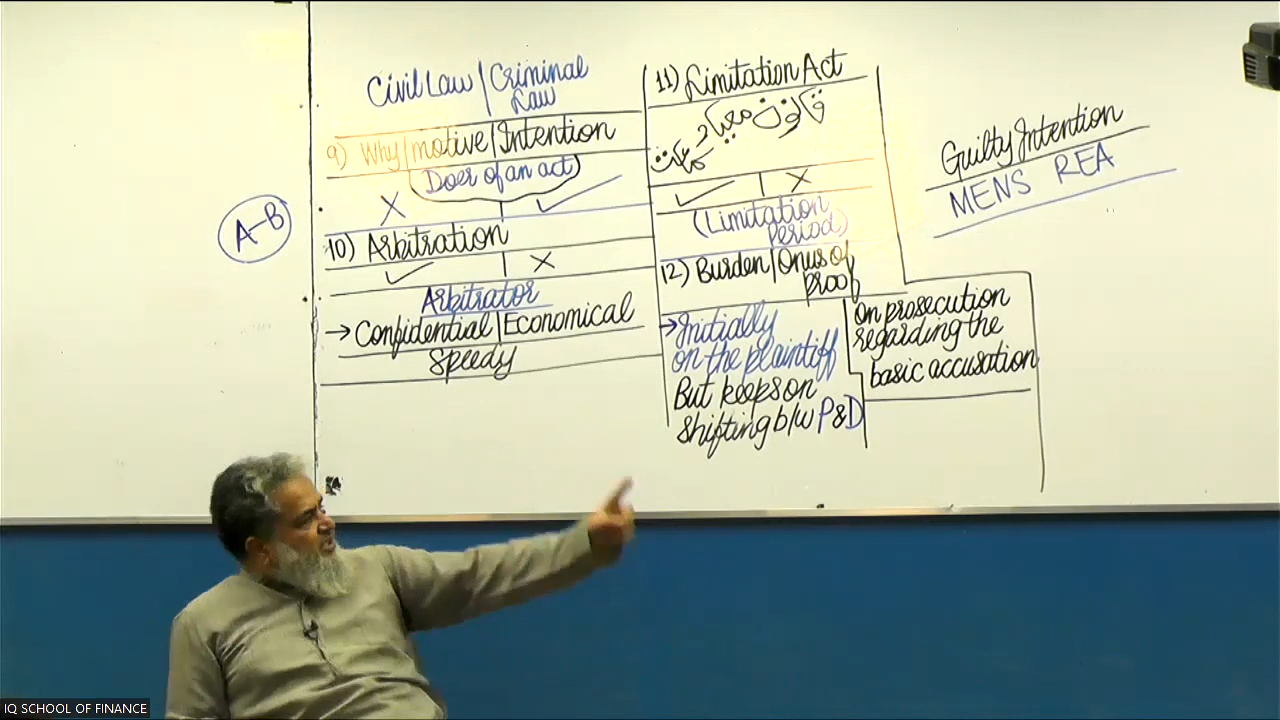 Civil Law | Criminal
Law
9) Why | motive | Intention
Doer of an act
X | ✓
10) Arbitration
✓ | X
Arbitrator
→ Confidential | Economical
Speedy
A-B
11) Limitation Act
قانون معیاد
سماعت
✓ | X
(Limitation
period)
12) Burden | Onus of
proof
→ Initially
on the plaintiff
But keeps on
shifting b/w P&D
on prosecution
regarding the
basic accusation
Guilty Intention
MENS REA
IQ SCHOOL OF FINANCE